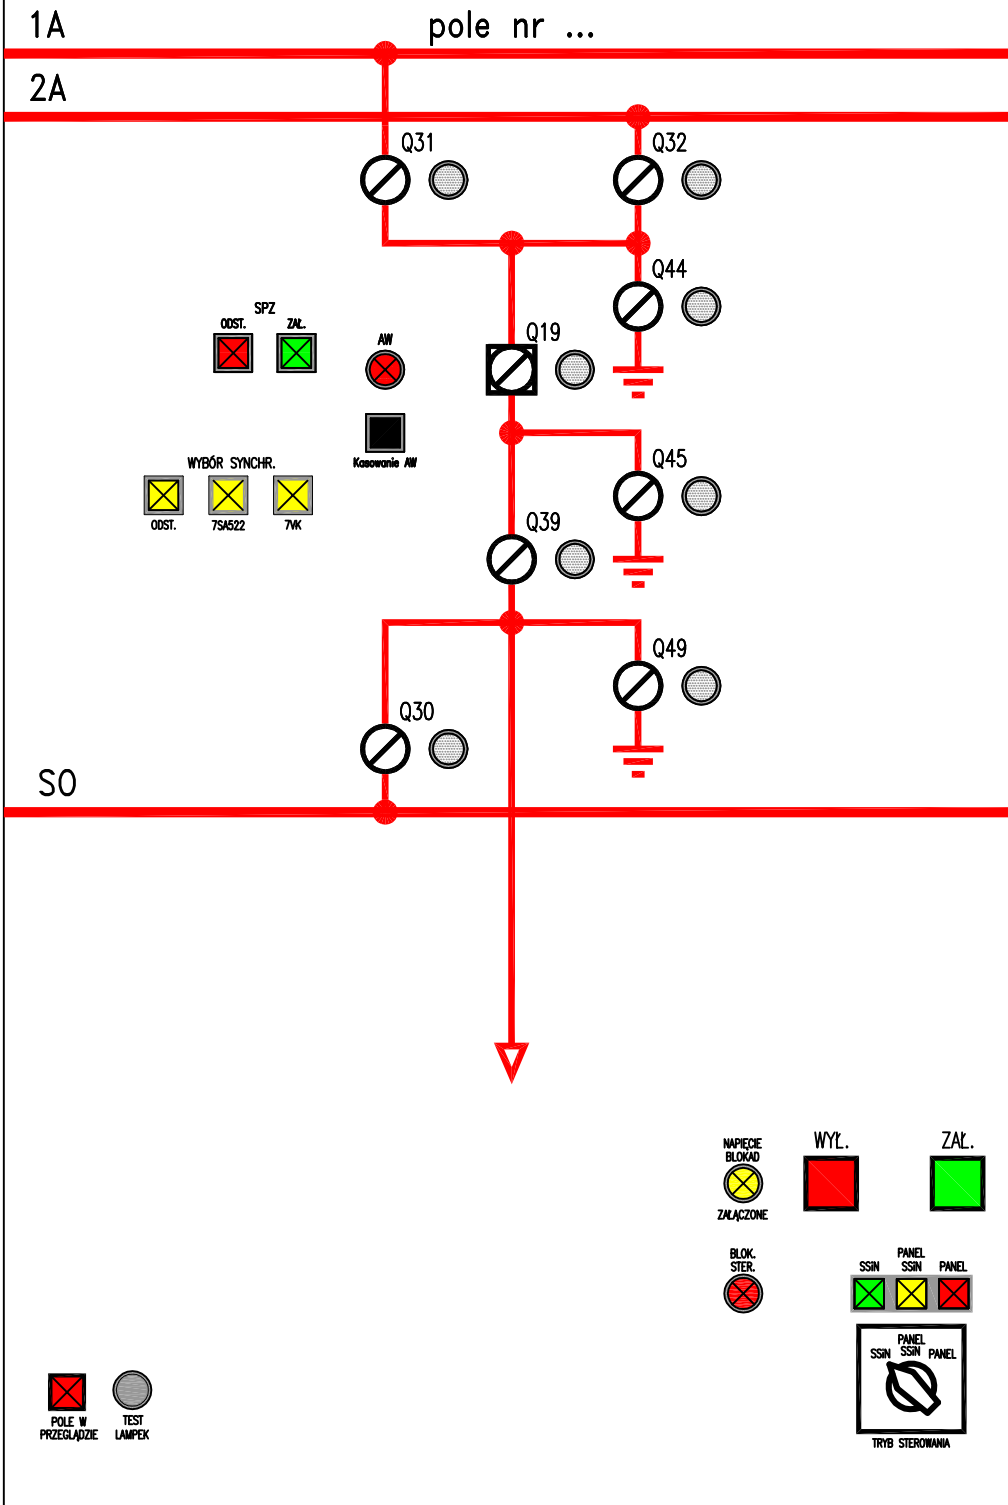 1A
pole nr ...
2A
Q31
Q32
Q44
SPZ
ODST.
ZAŁ.
AW
Q19
Kasowanie AW
WYBÓR SYNCHR.
ODST.
7SA522
7VK
Q45
Q39
Q49
Q30
SO
NAPIĘCIE
BLOKAD
ZAŁĄCZONE
WYŁ.
ZAŁ.
BLOK.
STER.
SSiN
PANEL
SSiN
PANEL
PANEL
SSiN
SSiN
PANEL
TRYB STEROWANIA
POLE W
PRZEGLĄDZIE
TEST
LAMPEK